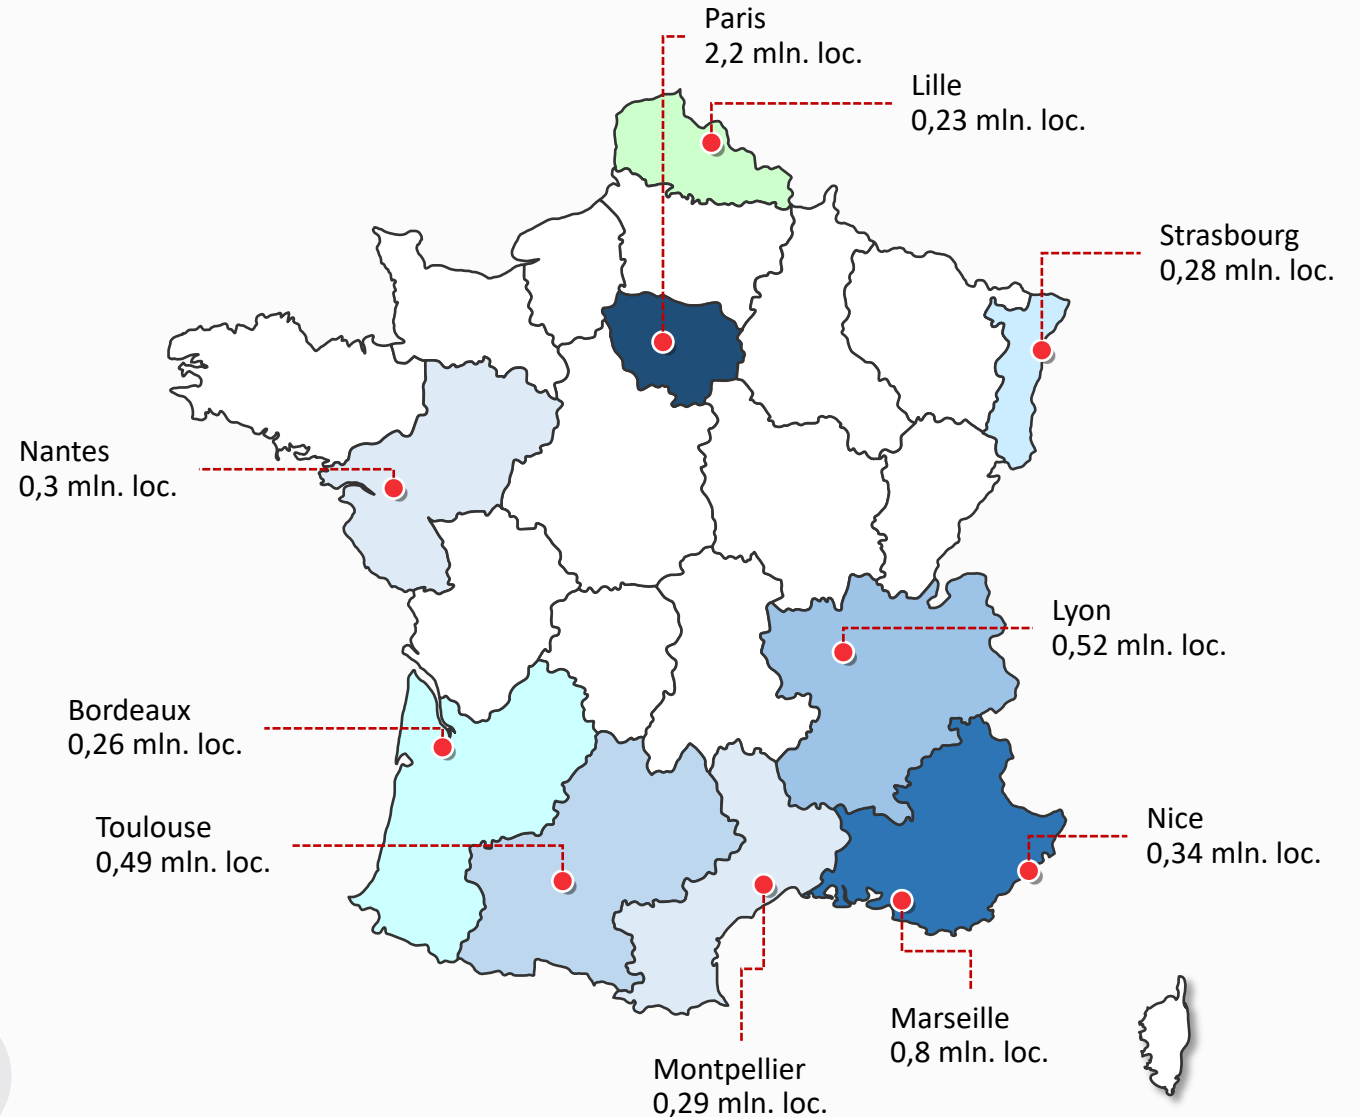 Paris
2,2 mln. loc.
Lille
0,23 mln. loc.
Strasbourg
0,28 mln. loc.
Nantes
0,3 mln. loc.
Lyon
0,52 mln. loc.
Bordeaux
0,26 mln. loc.
Toulouse
0,49 mln. loc.
Nice
0,34 mln. loc.
Marseille
0,8 mln. loc.
Montpellier
0,29 mln. loc.